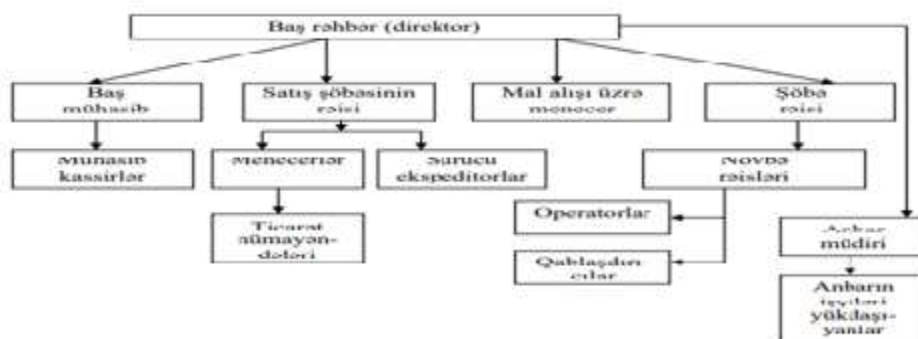 Baş rəhbər (direktor)
Baş
mühasib
Satış şöbəsinin
rəisi
Mal alışı üzrə
menecer
Şöbə
rəisi
Mühasib
kassirlər
Menecerlər
Sürücü
ekspeditorlar
Növbə
rəisləri
Ticarət
nümayən-
dələri
Operatorlar
Qablaşdırı
cılar
Anbar
müdiri
Anbarın
işçiləri
yükdaşı-
yanlar